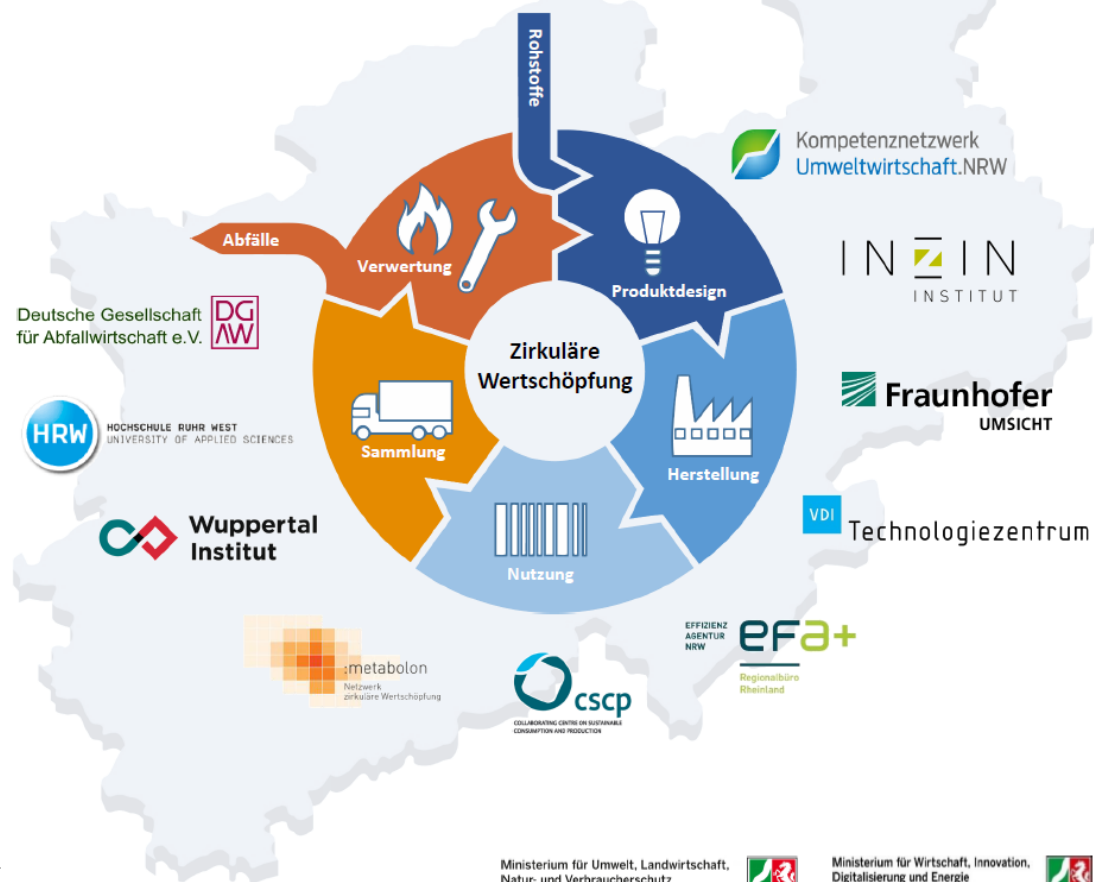 Rohstoffe
Kompetenznetzwerk
Umweltwirtschaft.NRW
Abfälle
Verwertung
Produktdesign
INZIN
INSTITUT
Deutsche Gesellschaft
für Abfallwirtschaft e.V.
DG
AW
Zirkuläre
Wertschöpfung
Fraunhofer
UMSICHT
HRW
HOCHSCHULE RUHR WEST
UNIVERSITY OF APPLIED SCIENCES
Sammlung
Herstellung
Wuppertal
Institut
VDI
Technologiezentrum
Nutzung
EFFIZIENZ
AGENTUR
NRW
efa+
Regionalbüro
Rheinland
:metabolon
Netzwerk
zirkuläre Wertschöpfung
cscp
COLLABORATING CENTRE ON SUSTAINABLE
CONSUMPTION AND PRODUCTION
Ministerium für Umwelt, Landwirtschaft,
Natur- und Verbraucherschutz
Ministerium für Wirtschaft, Innovation,
Digitalisierung und Energie